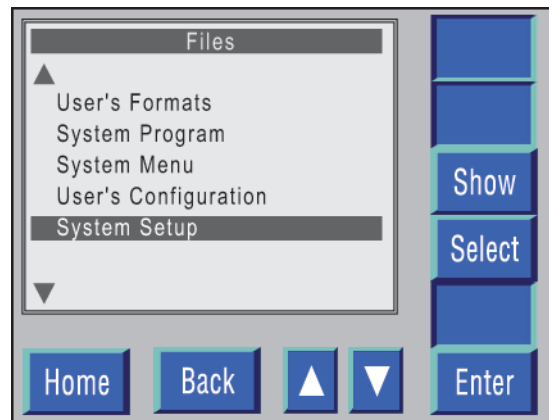 Files
User's Formats
System Program
System Menu
User's Configuration
System Setup
Show
Select
Home
Back
Enter